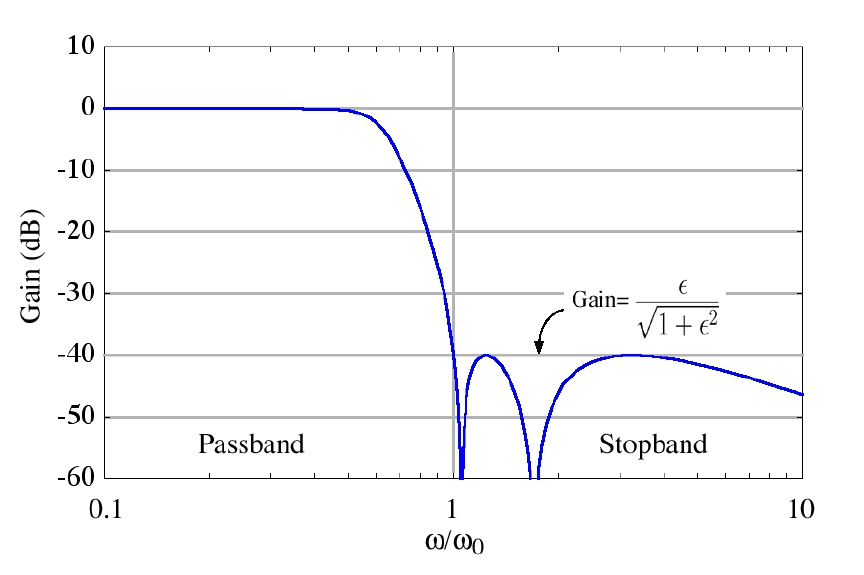 10
0
-10
-20
-30
-40
-50
-60
Gain (dB)
Gain= ϵ / √(1 + ϵ²)
Passband
Stopband
0.1 1 10
ω/ω₀